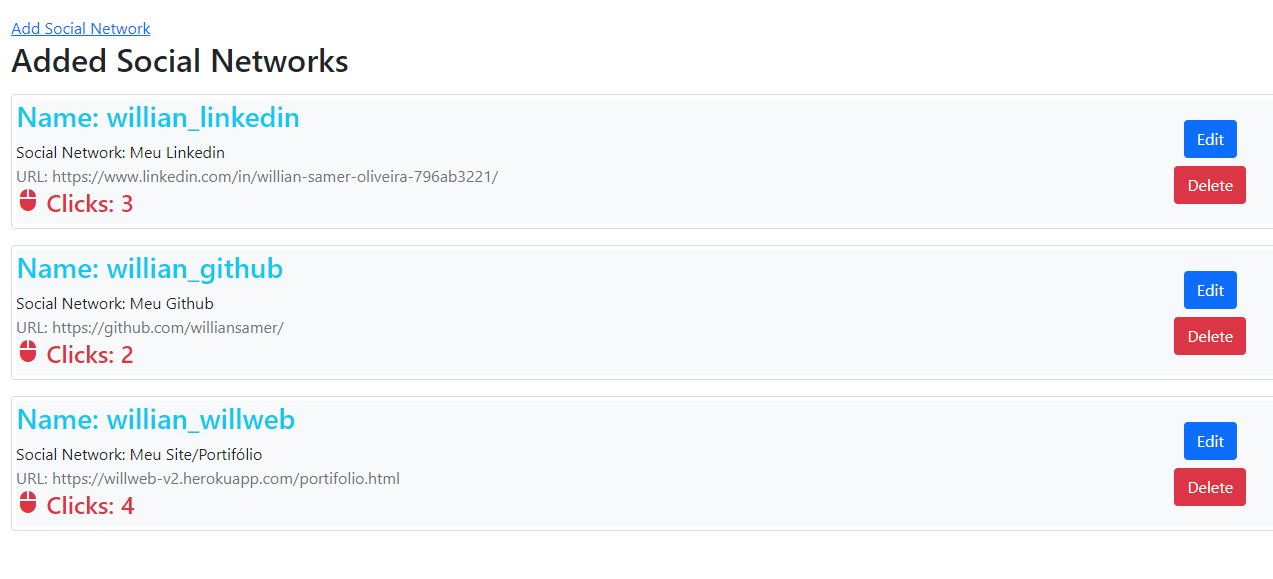 Add Social Network
Added Social Networks
Name: willian_linkedin
Social Network: Meu Linkedin
URL: https://www.linkedin.com/in/willian-samer-oliveira-796ab3221/
Clicks: 3
Edit
Delete
Name: willian_github
Social Network: Meu Github
URL: https://github.com/williansamer/
Clicks: 2
Edit
Delete
Name: willian_willweb
Social Network: Meu Site/Portifólio
URL: https://willweb-v2.herokuapp.com/portifolio.html
Clicks: 4
Edit
Delete